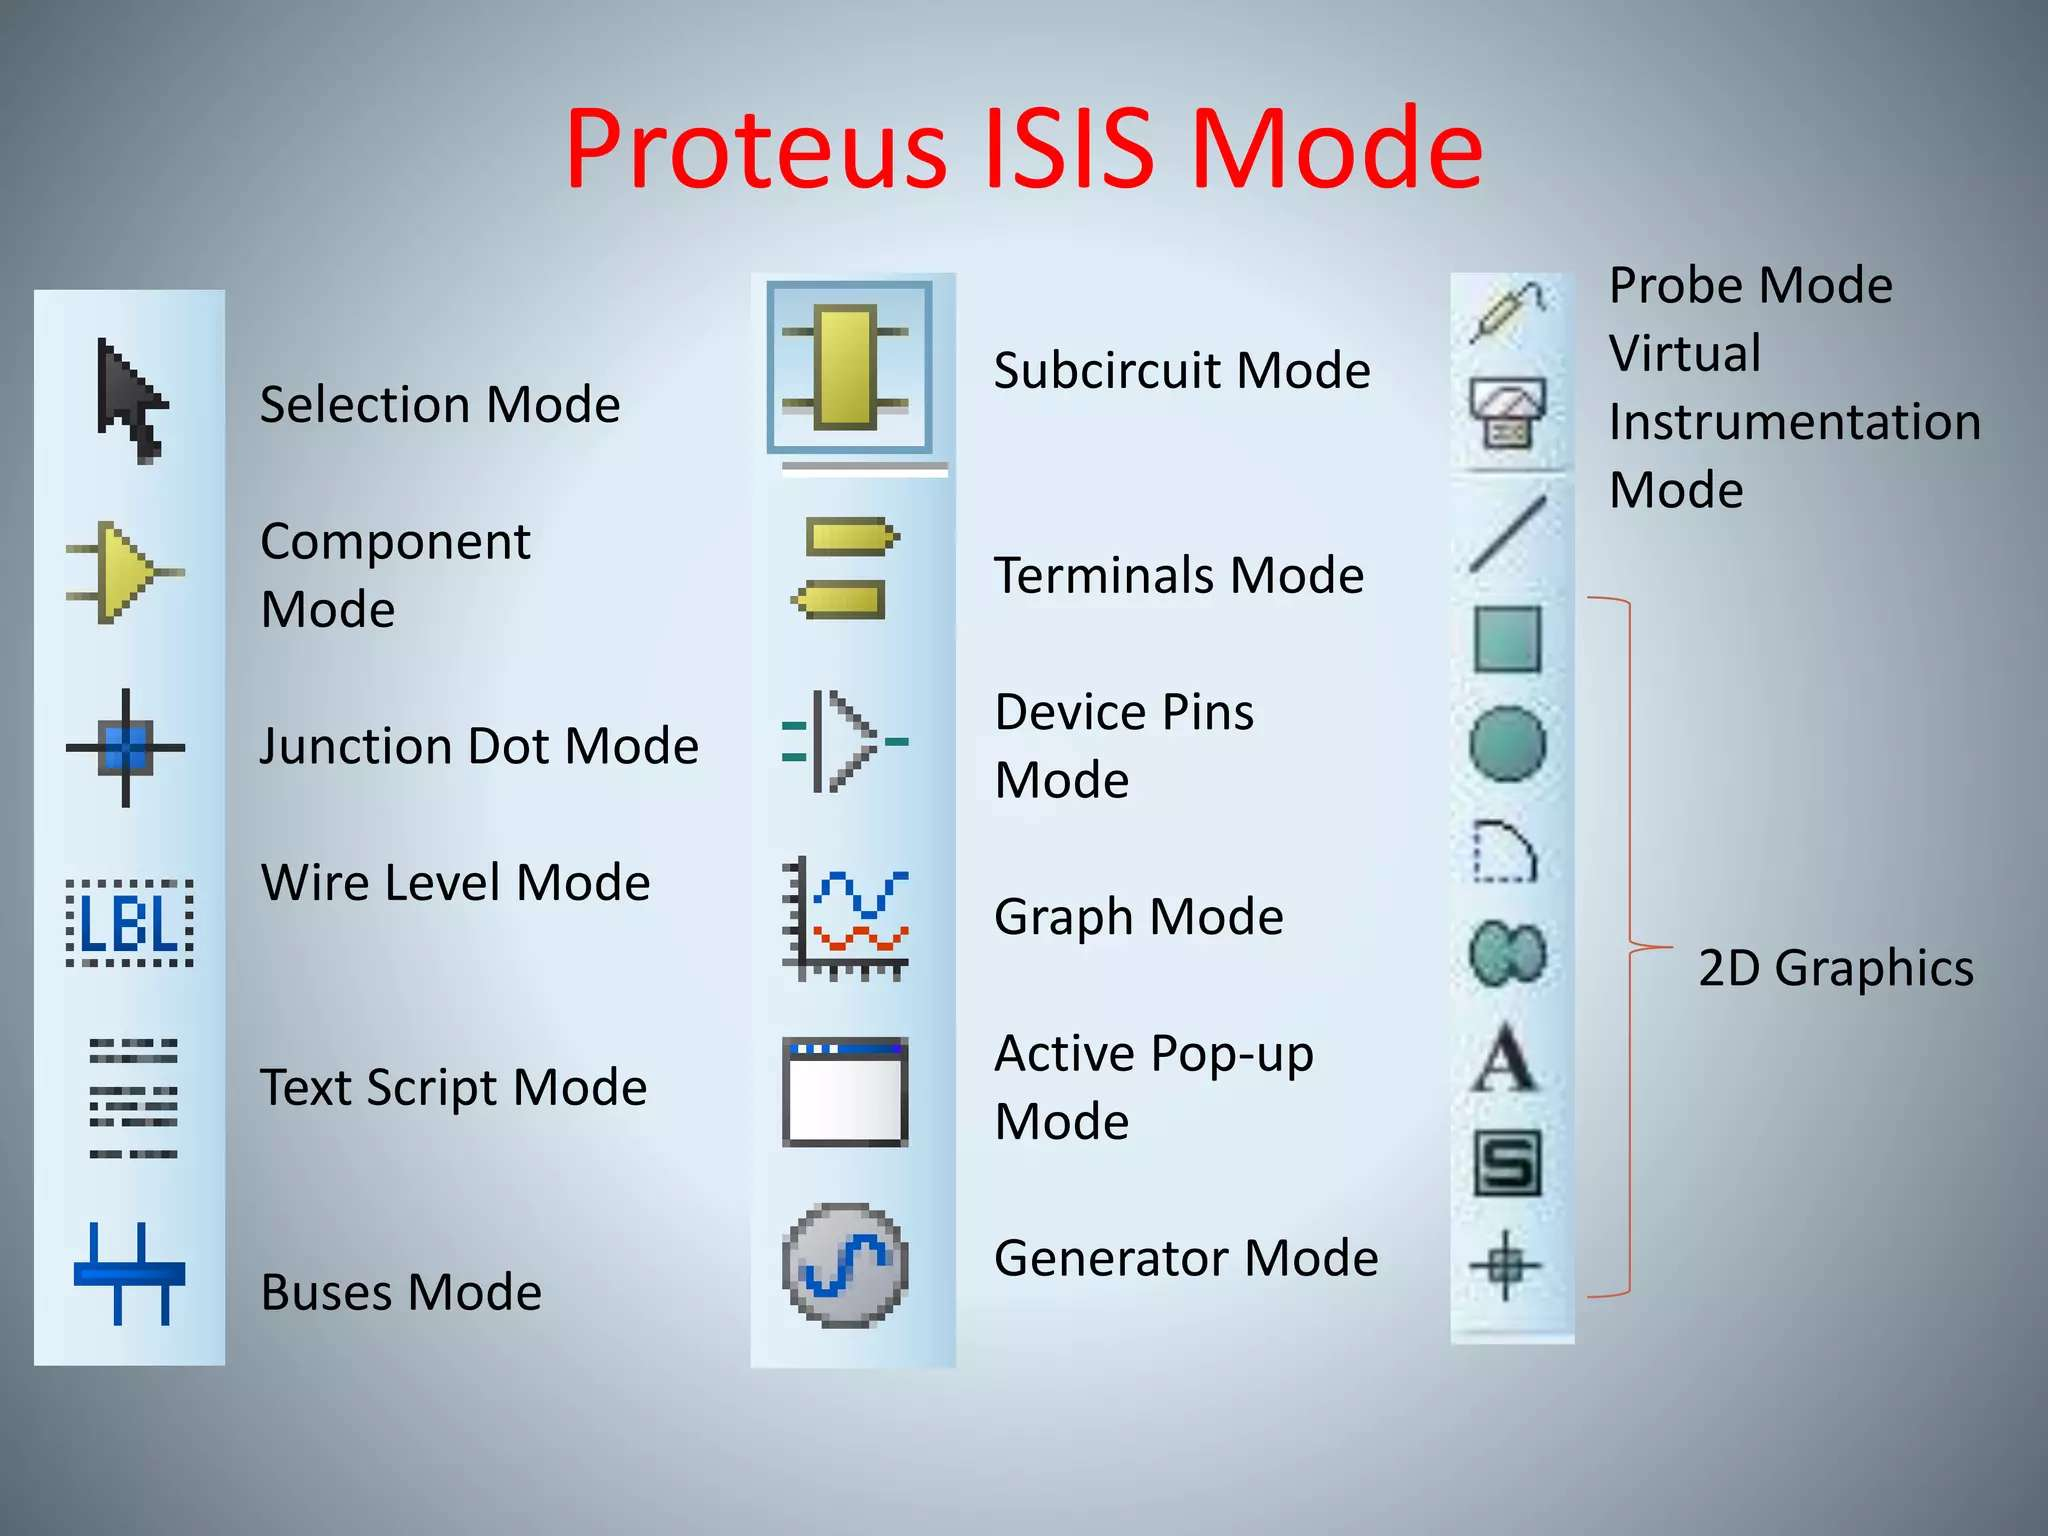 Proteus ISIS Mode
Selection Mode
Component
Mode
Junction Dot Mode
LBL
Wire Level Mode
Text Script Mode
Buses Mode
Subcircuit Mode
Terminals Mode
Device Pins
Mode
Graph Mode
Active Pop-up
Mode
Generator Mode
Probe Mode
Virtual
Instrumentation
Mode
A
S
2D Graphics